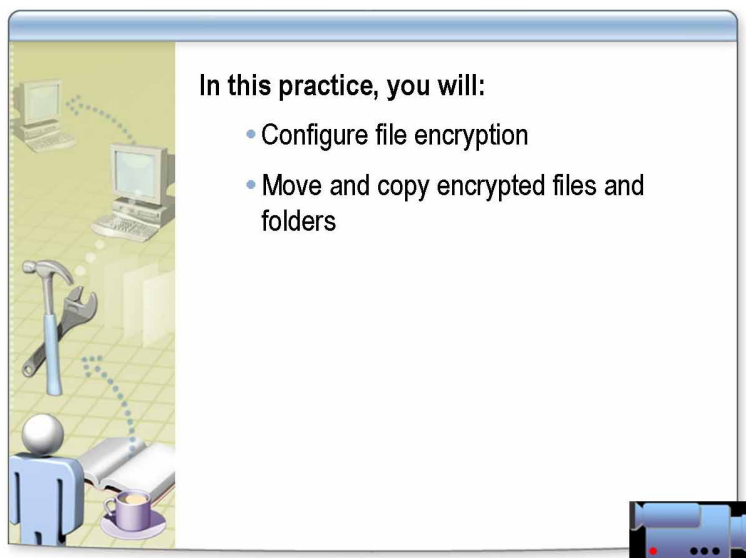 In this practice, you will:
• Configure file encryption
• Move and copy encrypted files and
folders